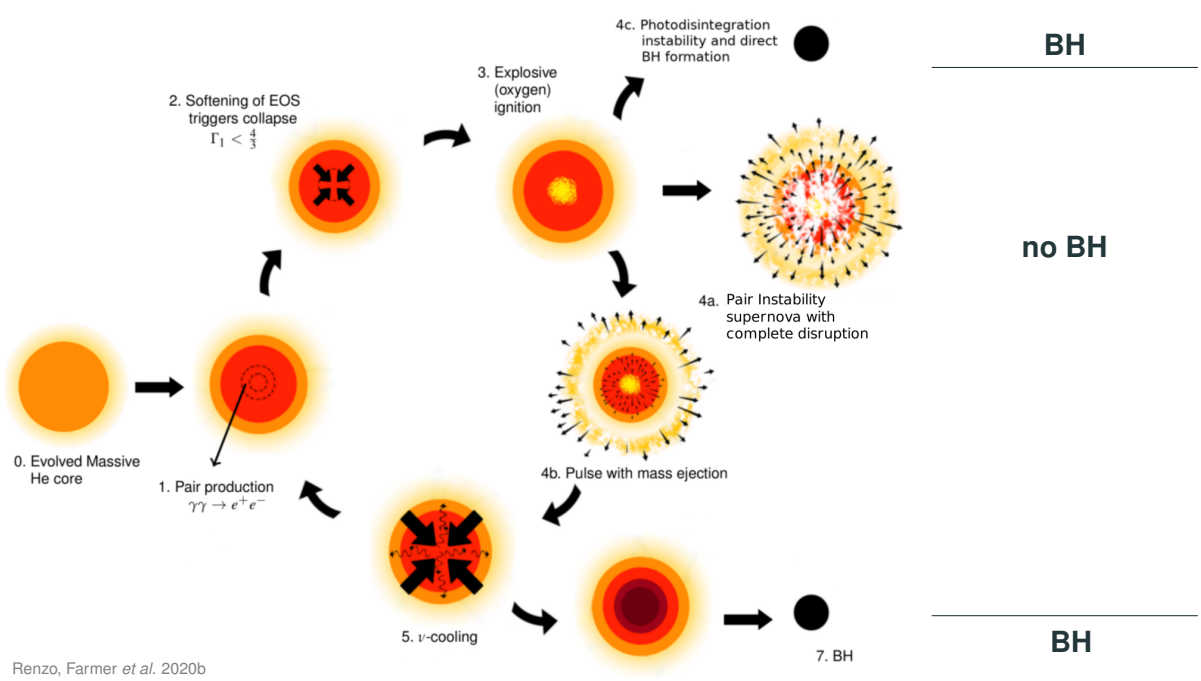 4c. Photodisintegration
instability and direct
BH formation
BH
3. Explosive
(oxygen)
ignition
2. Softening of EOS
triggers collapse
Γ₁ < 4/3
no BH
4a. Pair Instability
supernova with
complete disruption
0. Evolved Massive
He core
1. Pair production
γγ → e⁺e⁻
4b. Pulse with mass ejection
5. ν-cooling
7. BH
BH
Renzo, Farmer et al. 2020b